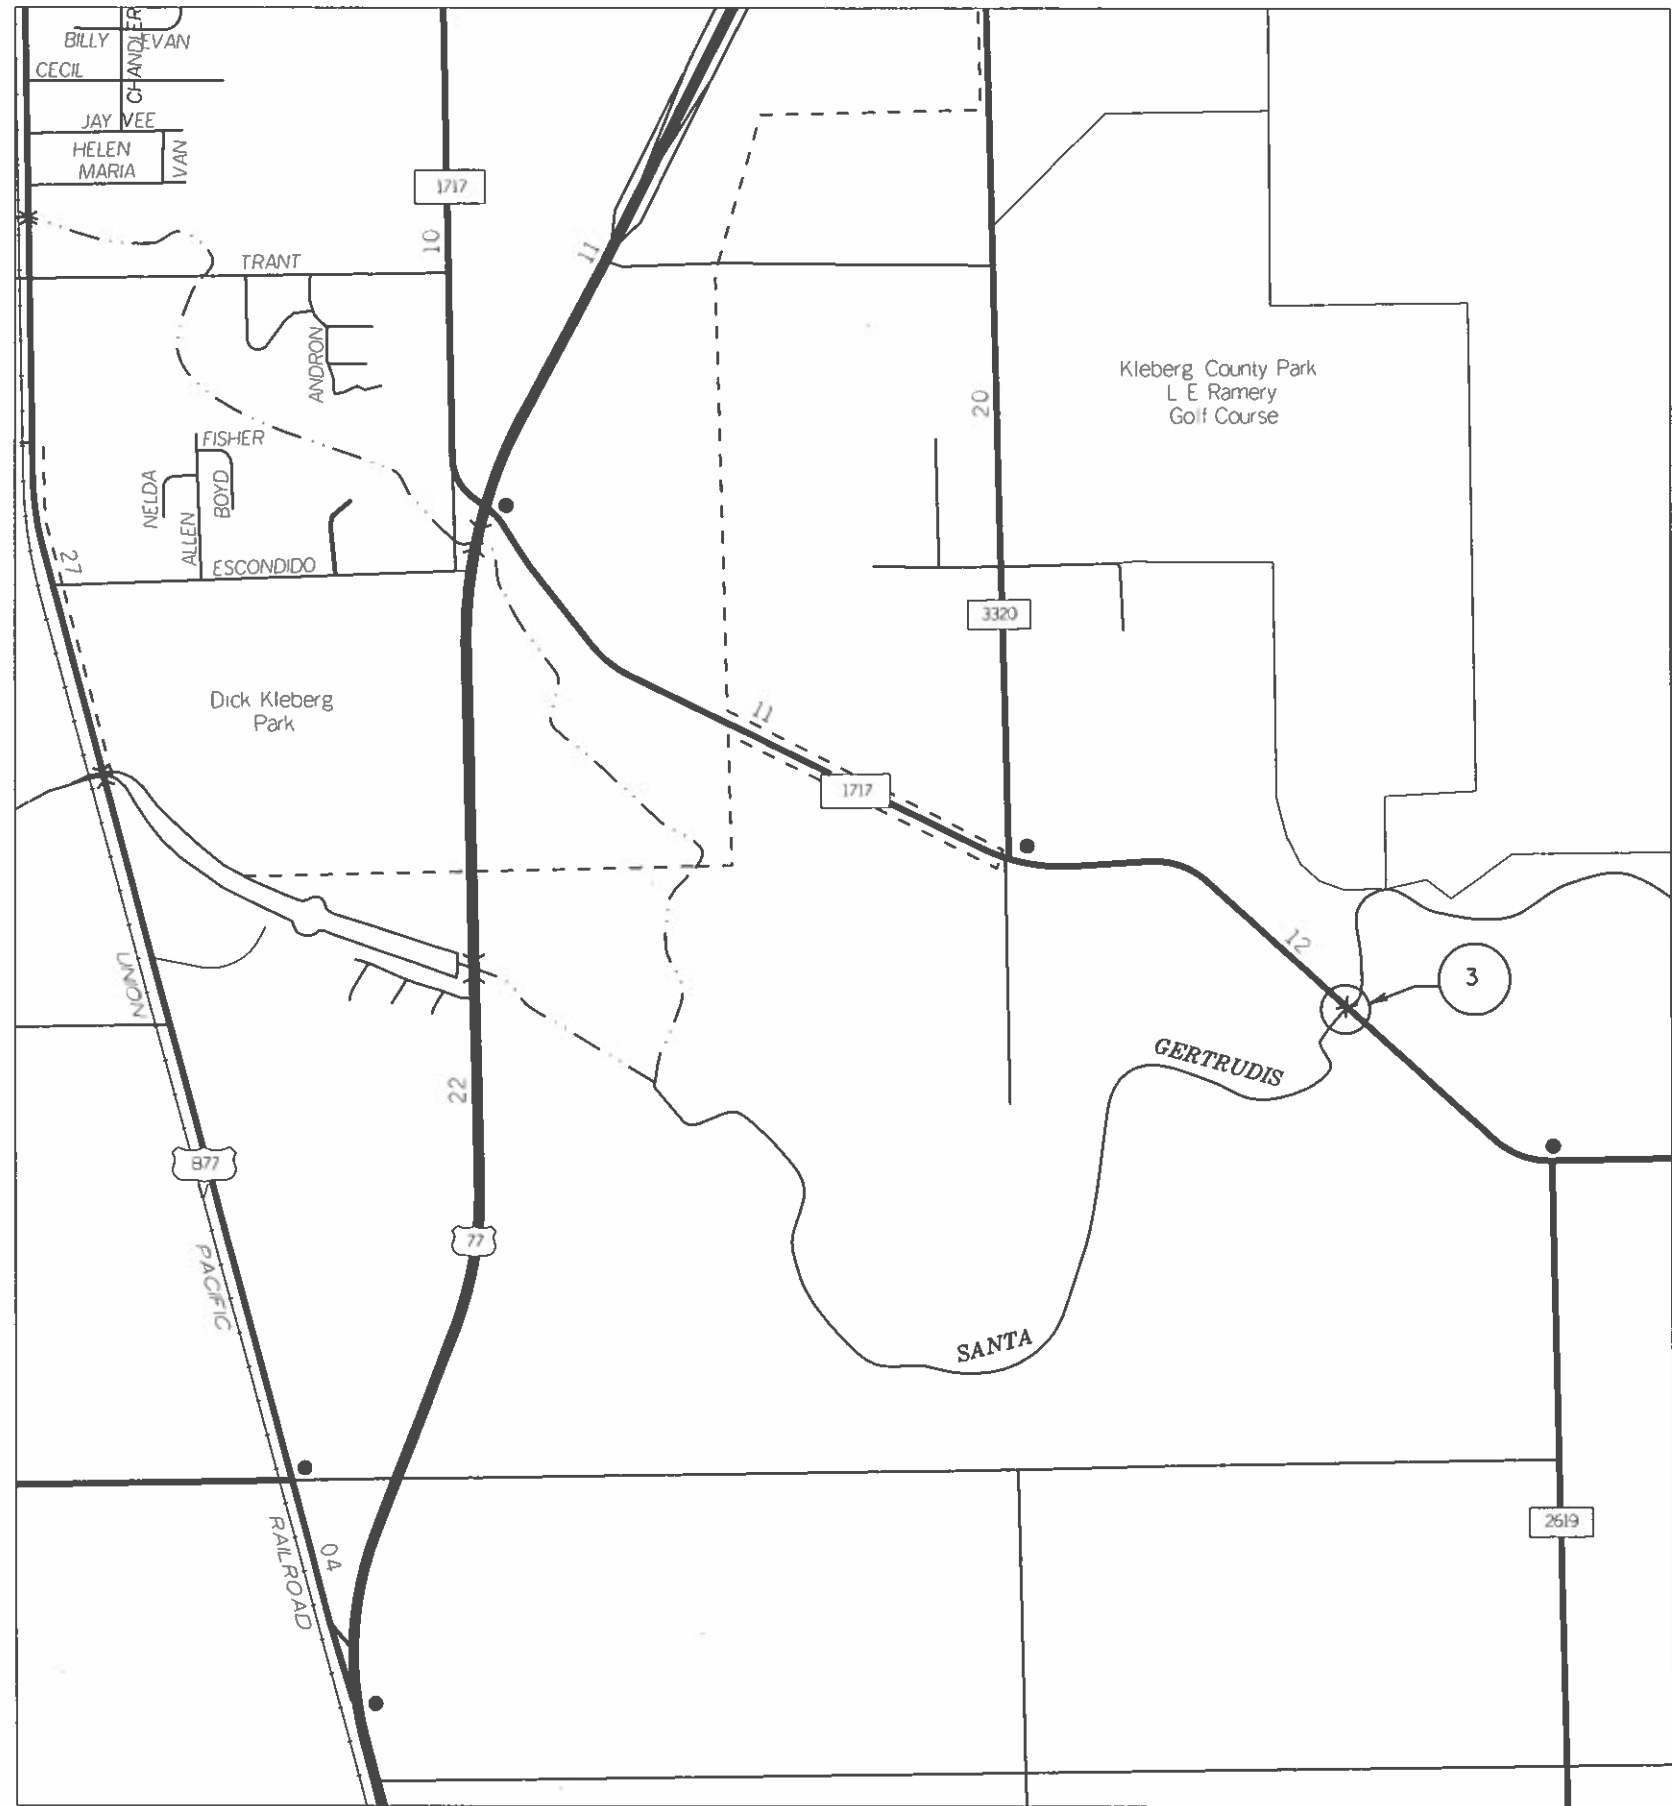 BILLY
EVAN
CHANDLER
CECIL
JAY VEE
HELEN
MARIA
VAN
1717
10
11
TRANT
ANDRON
20
Kleberg County Park
L E Ramery
Golf Course
FISHER
NELDA
BOYD
ALLEN
ESCONDIDO
27
3320
Dick Kleberg
Park
11
1717
12
3
UNION
GERTRUDIS
22
B77
77
PACIFIC
SANTA
RAILROAD
04
2619